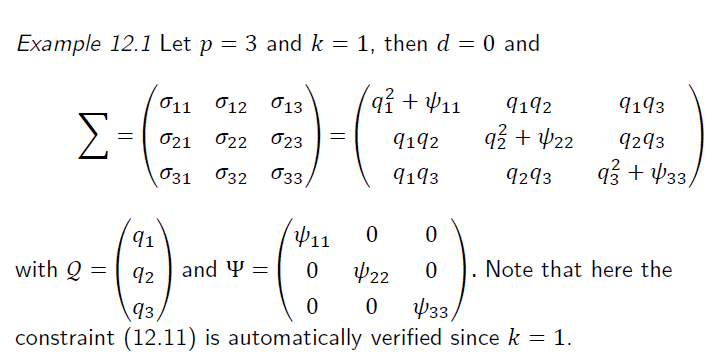 Example 12.1 Let p = 3 and k = 1, then d = 0 and
∑ = (σ₁₁ σ₁₂ σ₁₃ = (q₁² + ψ₁₁ q₁q₂ q₁q₃
σ₂₁ σ₂₂ σ₂₃ q₁q₂ q₂² + ψ₂₂ q₂q₃
σ₃₁ σ₃₂ σ₃₃) q₁q₃ q₂q₃ q₃² + ψ₃₃)
with Q = (q₁ q₂ q₃) and Ψ = (ψ₁₁ 0 0
0 ψ₂₂ 0
0 0 ψ₃₃). Note that here the
constraint (12.11) is automatically verified since k = 1.